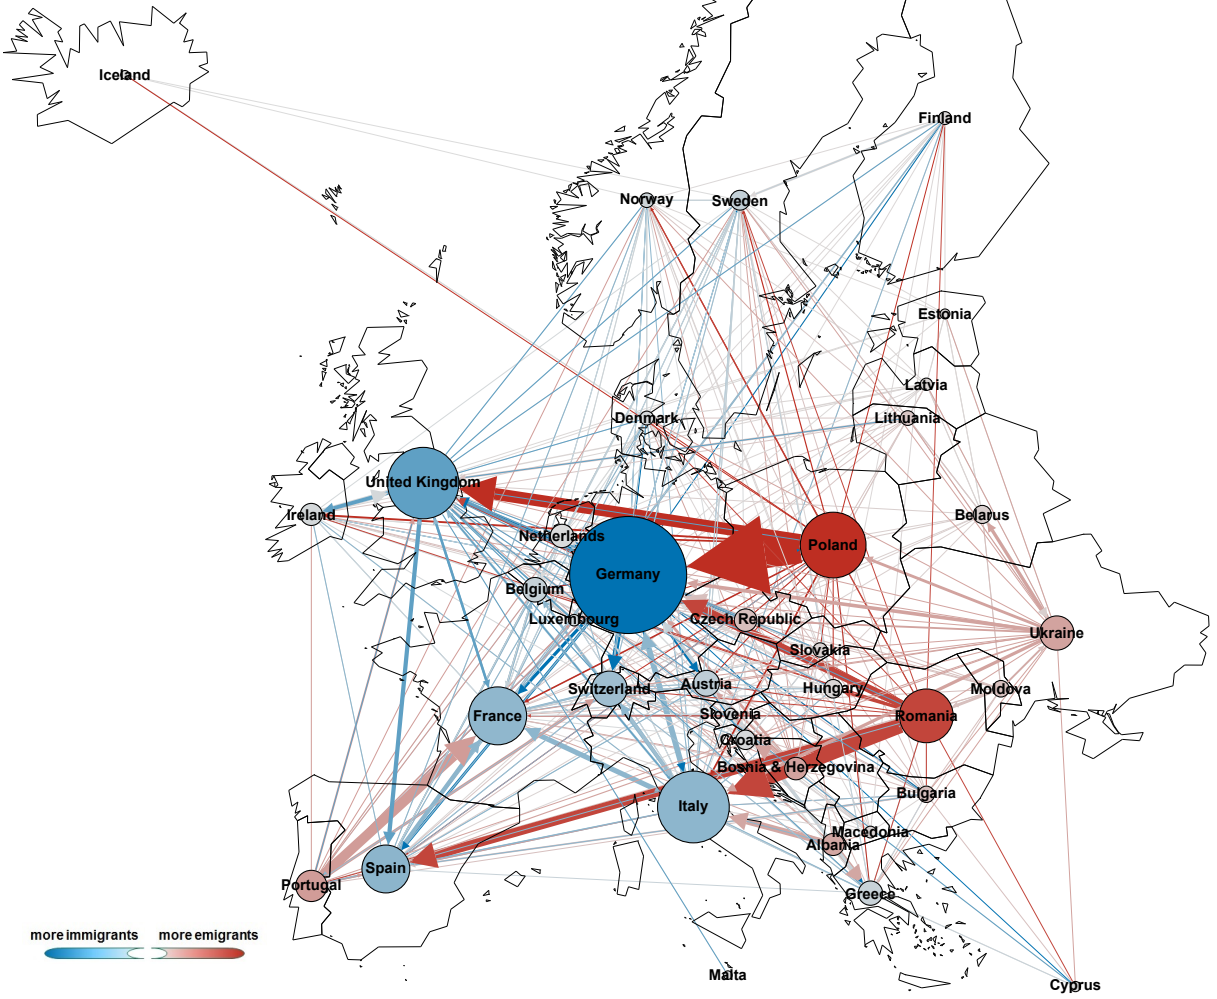 Iceland
Finland
Norway
Sweden
Estonia
Latvia
Denmark
Lithuania
United Kingdom
Ireland
Belarus
Netherlands
Poland
Germany
Belgium
Luxembourg
Czech Republic
Ukraine
Slovakia
Switzerland
Austria
Hungary
Moldova
France
Slovenia
Romania
Croatia
Bosnia & Herzegovina
Bulgaria
Italy
Macedonia
Albania
Spain
Portugal
Greece
more immigrants
more emigrants
Malta
Cyprus